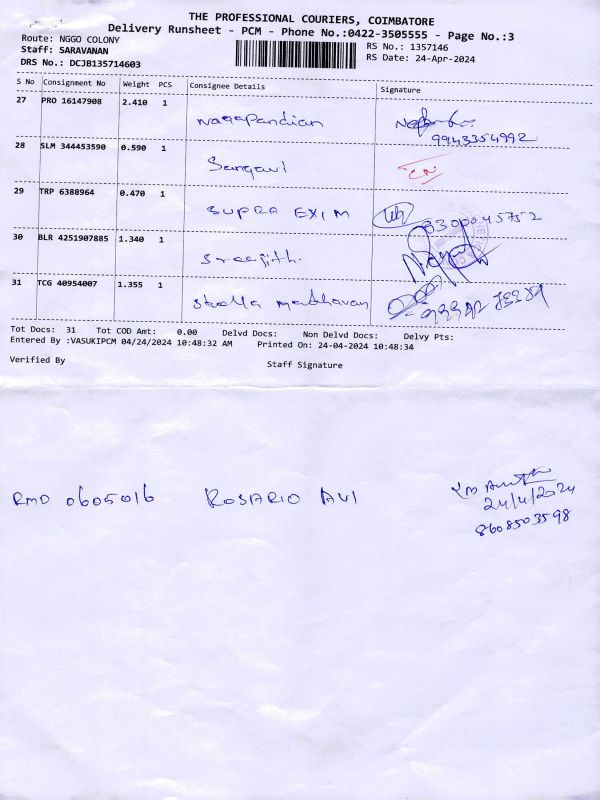 THE PROFESSIONAL COURIERS, COIMBATORE
Delivery Runsheet - PCM - Phone No.:0422-3505555 - Page No.:3
Route: NGGO COLONY
RS No.: 1357146
Staff: SARAVANAN
RS Date: 24-Apr-2024
DRS No.: DCJB135714603
S No Consignment No Weight PCS Consignee Details Signature
27 PRO 16147908 2.410 1 Nagapandian
9943354992
28 SLM 344453590 0.590 1 Sangavi
29 TRP 6388964 0.470 1 SUPRA EXIM 8300045752
30 BLR 4251907885 1.340 1 Sreejith.
31 TCG 40954007 1.355 1 madhavan
Tot Docs: 31 Tot COD Amt: 0.00 Delvd Docs: Non Delvd Docs: Delvy Pts:
Entered By :VASUKIPCM 04/24/2024 10:48:32 AM Printed On: 24-04-2024 10:48:34
Verified By Staff Signature
RMD 0605016 ROSARIO AVI
24/4/2024
8608503598